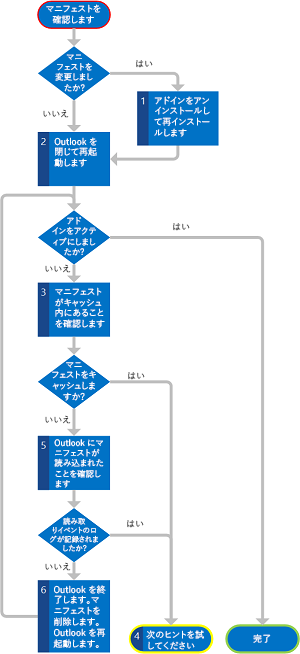 マニフェストを
確認します
マニ
フェストを
変更しまし
たか?
はい
いいえ
1
アドインをアン
インストールし
て再インストー
ルします
2
Outlook を
閉じて再起
動します
アド
インをアクテ
ィブにしまし
たか?
はい
いいえ
3
マニフェスト
がキャッシュ
内にあること
を確認します
マニ
フェストをキ
ャッシュしま
すか?
はい
いいえ
5
Outlook にマ
ニフェストが
読み込まれた
ことを確認し
ます
読み取
りイベントのロ
グが記録されま
したか?
はい
いいえ
6
Outlook を終
了します。マ
ニフェストを
削除します。
Outlook を再
起動します。
4
次のヒントを試
してください
完了